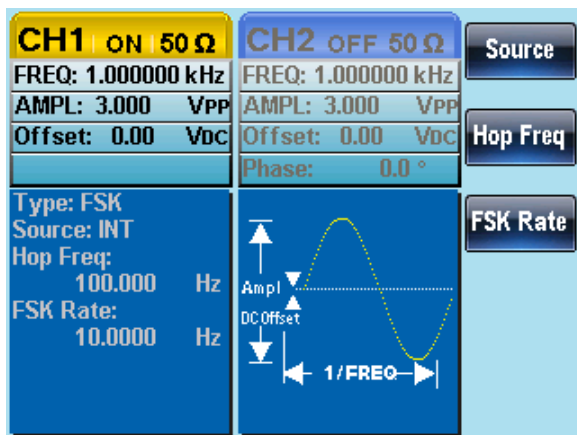 CH1 ON 50 Ω
FREQ: 1.000000 kHz
AMPL: 3.000 VPP
Offset: 0.00 VDC
CH2 OFF 50 Ω
FREQ: 1.000000 kHz
AMPL: 3.000 VPP
Offset: 0.00 VDC
Phase: 0.0 °
Type: FSK
Source: INT
Hop Freq:
100.000 Hz
FSK Rate:
10.0000 Hz
Ampl
DC Offset
1/FREQ
Source
Hop Freq
FSK Rate